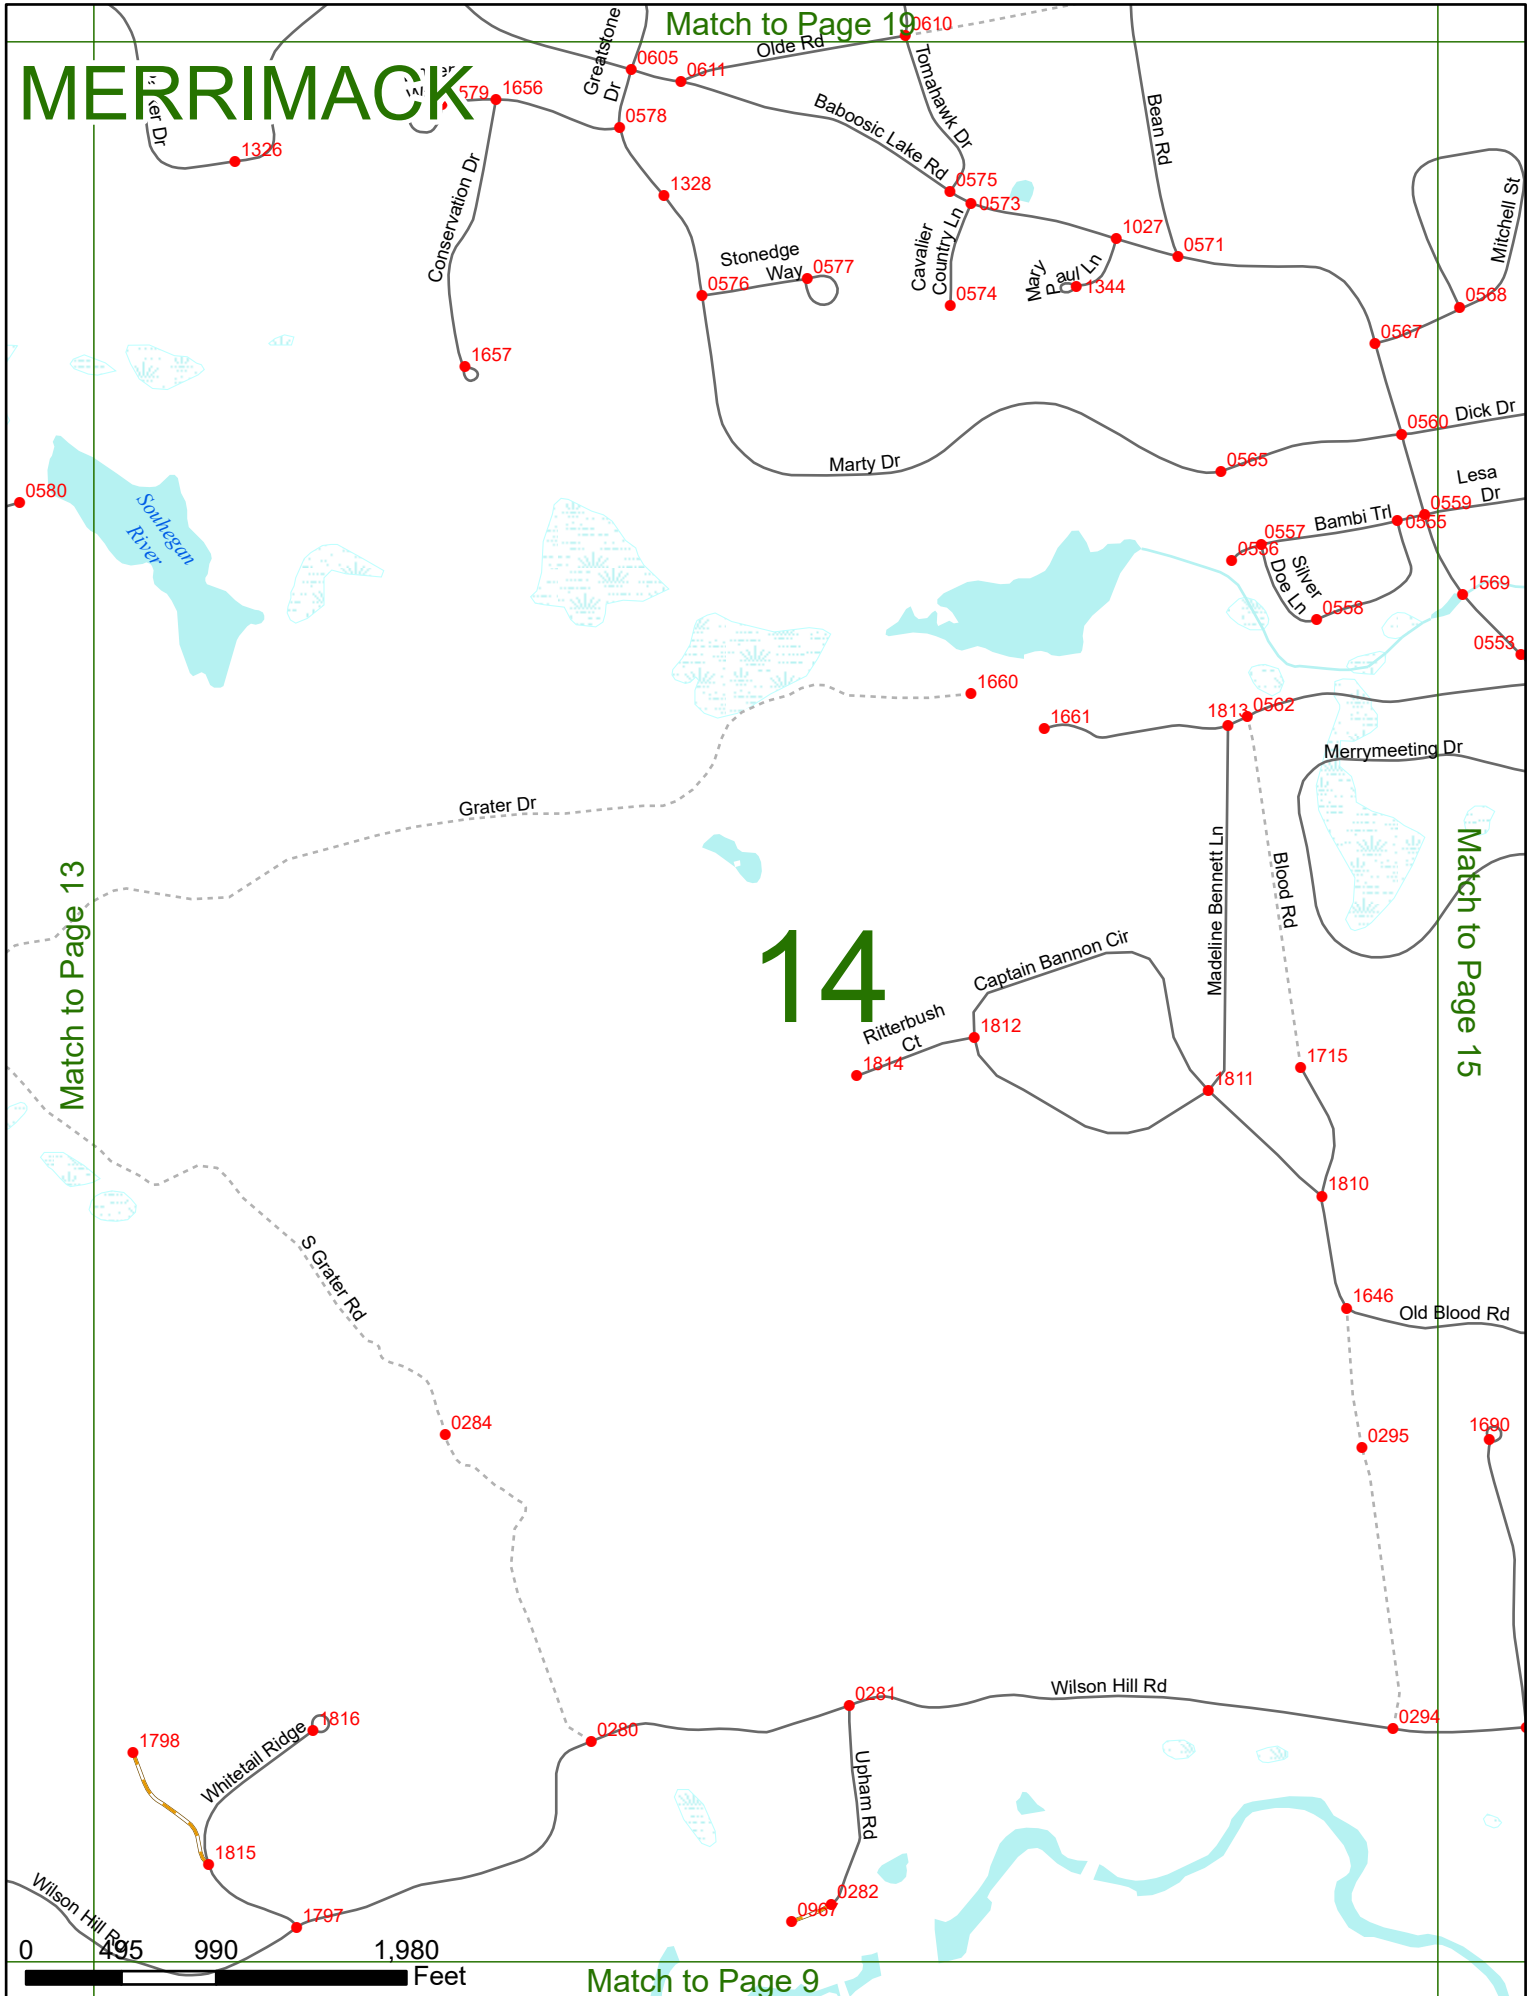 Match to Page 19
MERRIMACK
0610
Olde Rd
Greatstone
Dr
0605
0611
Tomahawk Dr
579
1656
0578
Baboosic Lake Rd
Bean Rd
1326
Conservation Dr
1328
0575
0573
Mitchell St
Cavalier
Country Ln
1027
0571
Stonedge
Way
0577
0576
0574
Mary
Paul Ln
1344
0568
0567
1657
Dick Dr
0560
Marty Dr
0565
Lesa
Dr
0580
Souhegan
River
0559
Bambi Trl
0555
0557
0556
Silver
Doe Ln
0558
1569
0553
1660
1661
1813
0562
Merrymeeting Dr
Grater Dr
Match to Page 13
Madeline Bennett Ln
Blood Rd
Match to Page 15
14
Captain Bannon Cir
Ritterbush
Ct
1812
1814
1715
1811
1810
S Grater Rd
1646
Old Blood Rd
0284
0295
1690
Wilson Hill Rd
0281
0294
0280
1816
1798
Whitetail Ridge
Upham Rd
1815
0282
0967
1797
Wilson Hill Rd
0
495
990
1,980
Feet
Match to Page 9